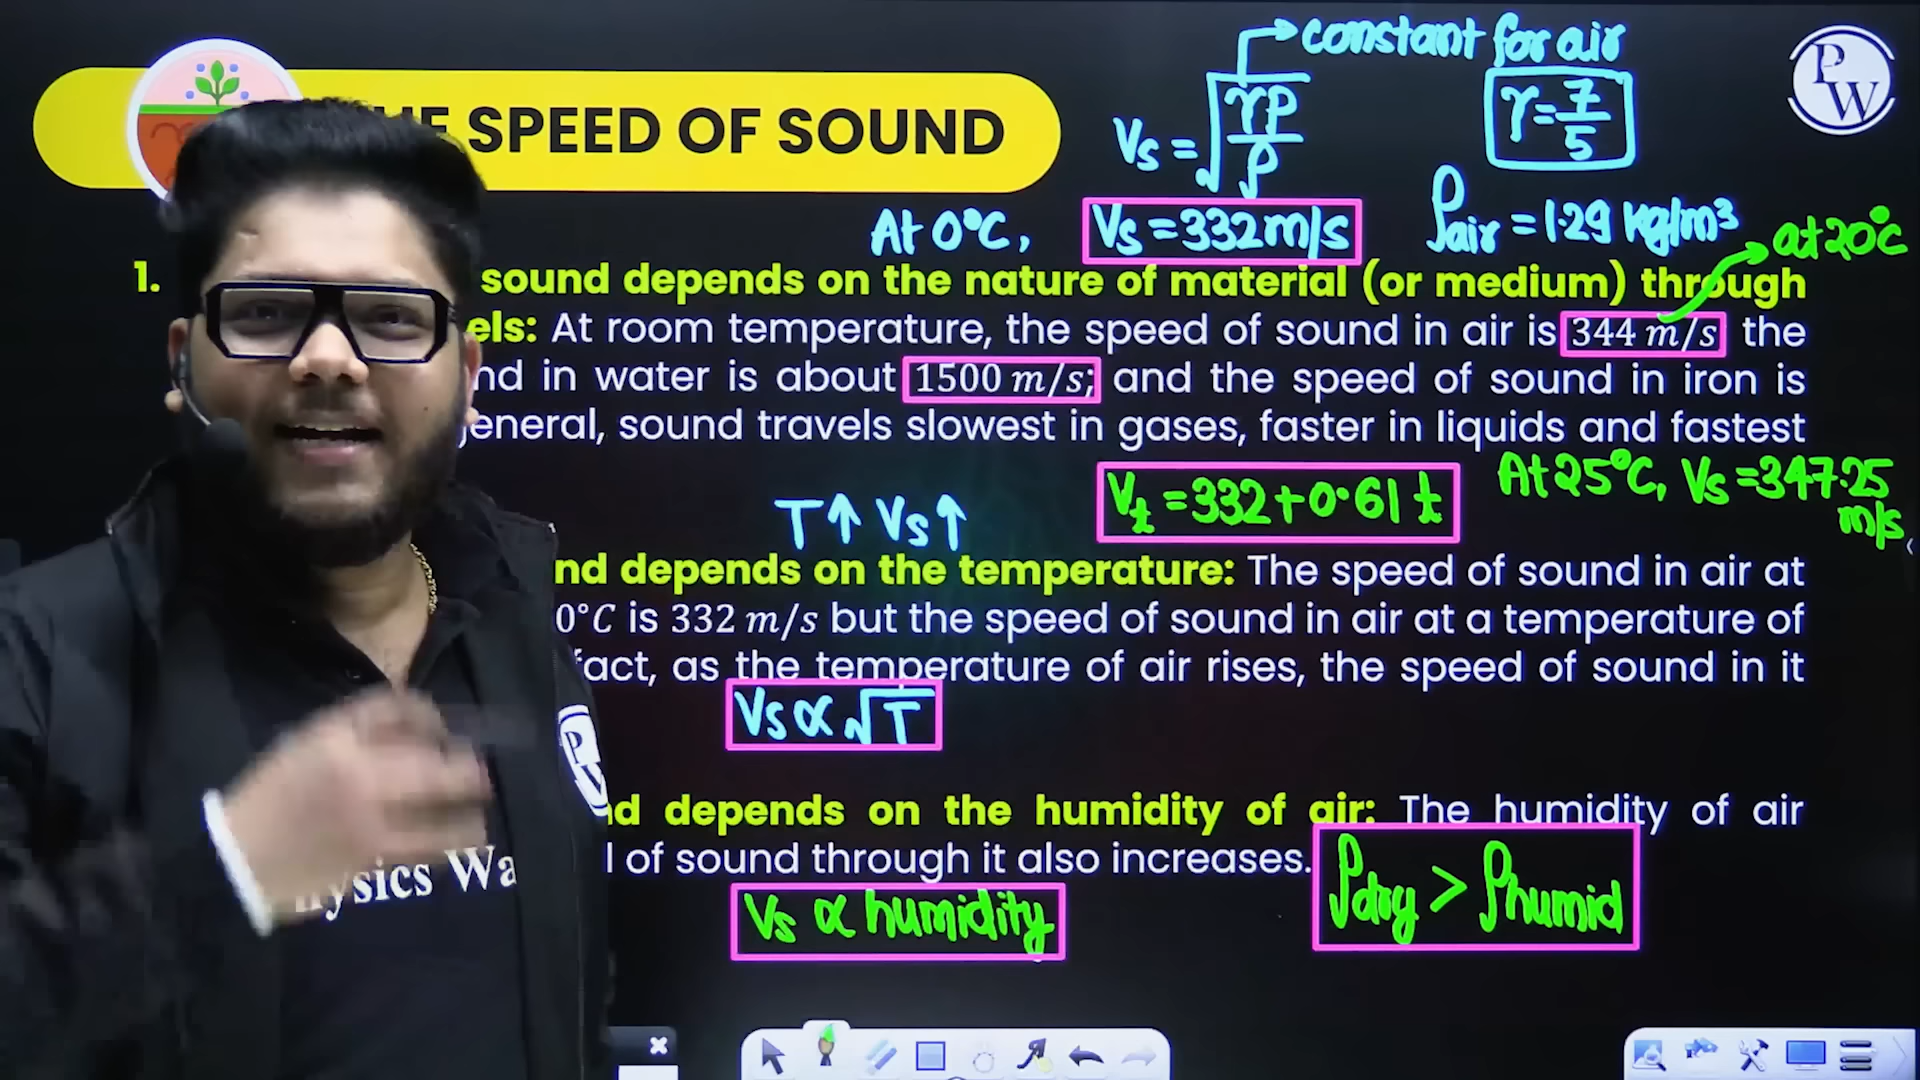 constant for air
PW
THE SPEED OF SOUND
Vs = √(γP/ρ)
γ = 7/5
At 0°C, Vs = 332 m/s
ρair = 1.29 kg/m³
at 20°C
1. sound depends on the nature of material (or medium) through
els: At room temperature, the speed of sound in air is 344 m/s the
nd in water is about 1500 m/s; and the speed of sound in iron is
general, sound travels slowest in gases, faster in liquids and fastest
T↑ Vs↑
Vt = 332 + 0.61 t
At 25°C, Vs = 347.25 m/s
nd depends on the temperature: The speed of sound in air at
0°C is 332 m/s but the speed of sound in air at a temperature of
fact, as the temperature of air rises, the speed of sound in it
Vs ∝ √T
nd depends on the humidity of air: The humidity of air
l of sound through it also increases.
ρdry > ρhumid
Vs ∝ humidity
PW
hysics Wa